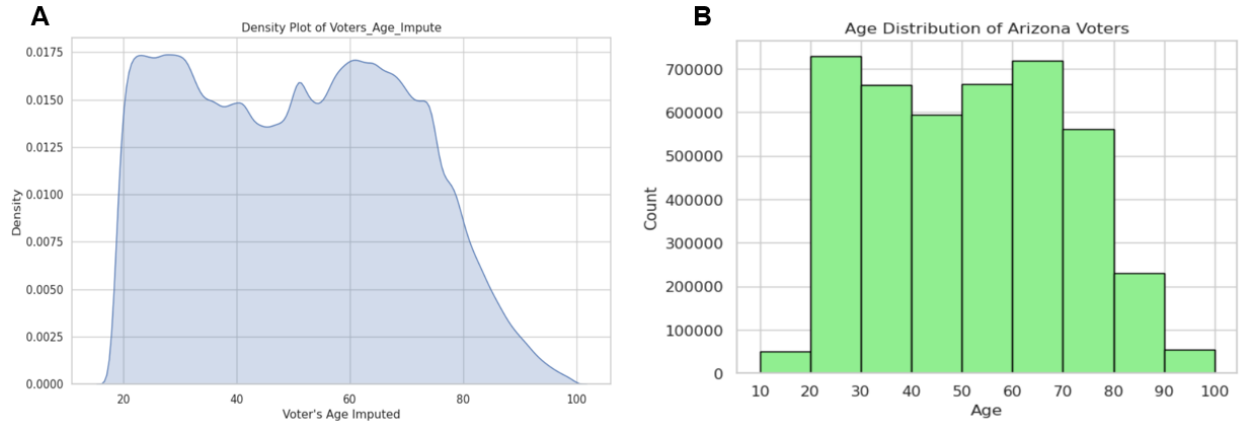 A
Density Plot of Voters_Age_Impute
0.0175
0.0150
0.0125
0.0100
0.0075
0.0050
0.0025
0.0000
Density
20 40 60 80 100
Voter's Age Imputed
B
Age Distribution of Arizona Voters
700000
600000
500000
400000
300000
200000
100000
0
Count
10 20 30 40 50 60 70 80 90 100
Age